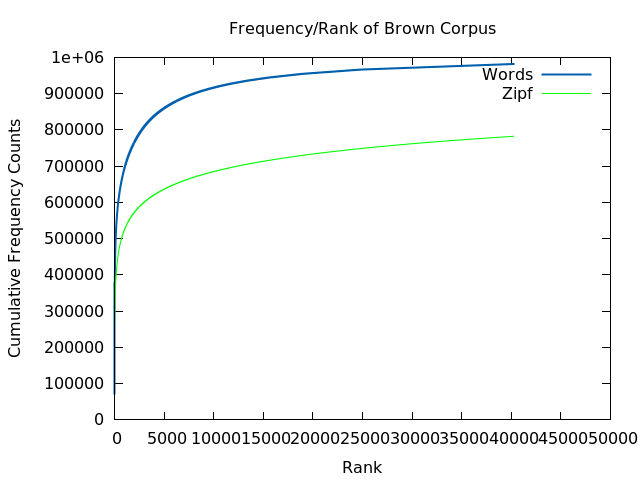 Frequency/Rank of Brown Corpus
1e+06
900000
800000
700000
600000
500000
400000
300000
200000
100000
0
Cumulative Frequency Counts
Words
Zipf
0 5000 10000 15000 20000 25000 30000 35000 40000 45000 50000
Rank